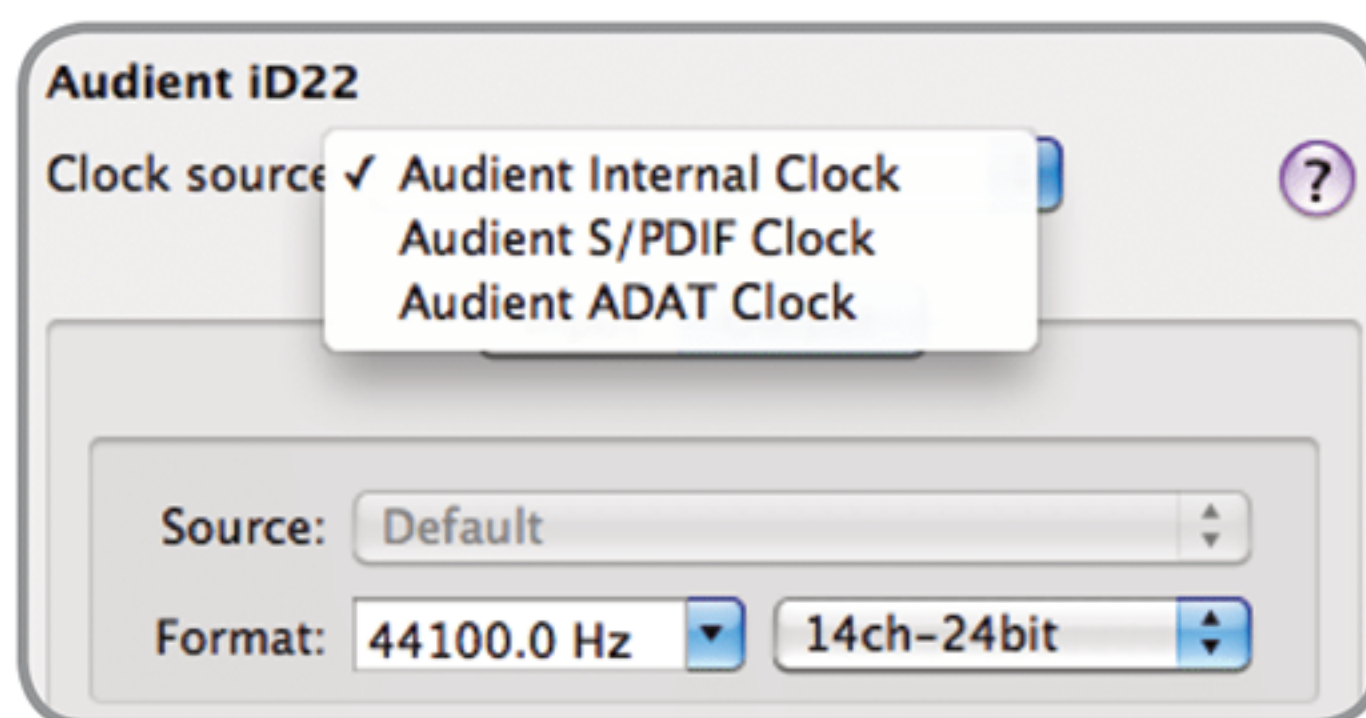 Audient iD22
Clock source ✓ Audient Internal Clock ?
Audient S/PDIF Clock
Audient ADAT Clock
Source: Default
Format: 44100.0 Hz 14ch-24bit